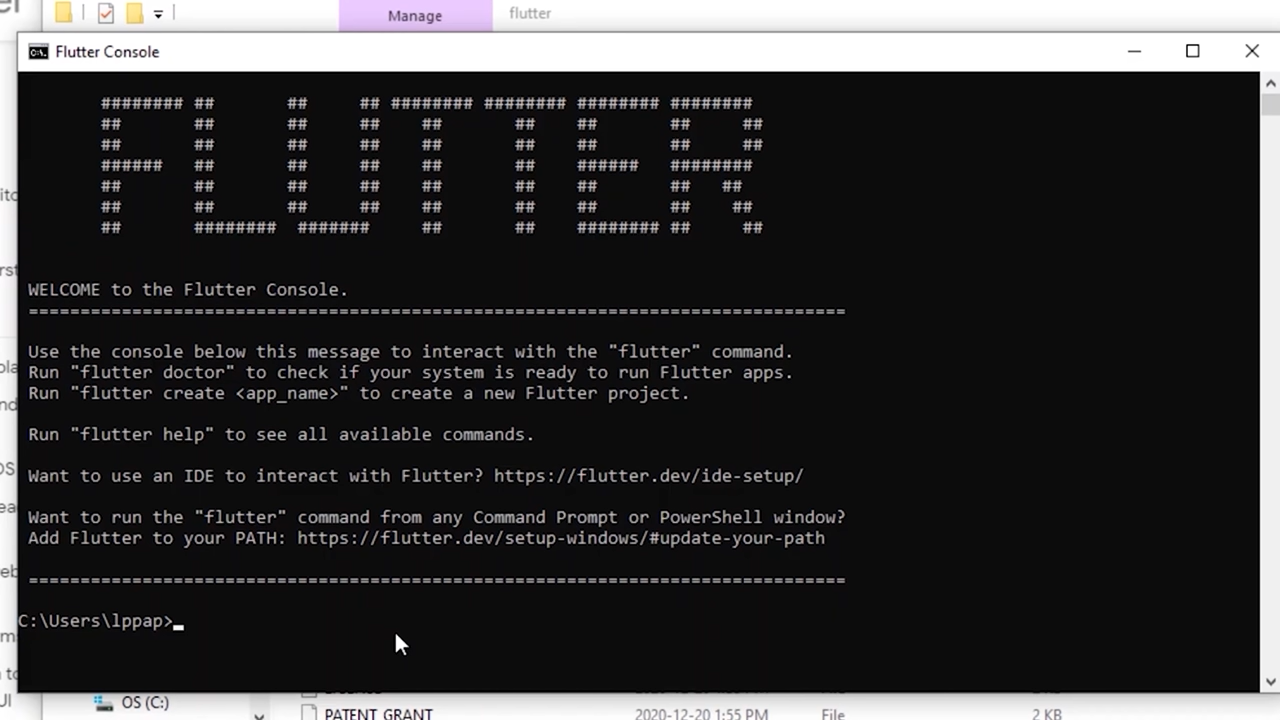 Manage
flutter
Flutter Console
######## ##       ##     ## ######## ######## ######## ########
##       ##       ##     ##    ##       ##    ##       ##     ##
##       ##       ##     ##    ##       ##    ##       ##     ##
######   ##       ##     ##    ##       ##    ######   ########
##       ##       ##     ##    ##       ##    ##       ##   ##
##       ##       ##     ##    ##       ##    ##       ##    ##
##       ########  #######     ##       ##    ######## ##     ##
WELCOME to the Flutter Console.
===============================================================================
Use the console below this message to interact with the "flutter" command.
Run "flutter doctor" to check if your system is ready to run Flutter apps.
Run "flutter create <app_name>" to create a new Flutter project.
Run "flutter help" to see all available commands.
Want to use an IDE to interact with Flutter? https://flutter.dev/ide-setup/
Want to run the "flutter" command from any Command Prompt or PowerShell window?
Add Flutter to your PATH: https://flutter.dev/setup-windows/#update-your-path
===============================================================================
C:\Users\lppap>
OS (C:)
PATENT_GRANT 2020-12-20 1:55 PM File 2 KB